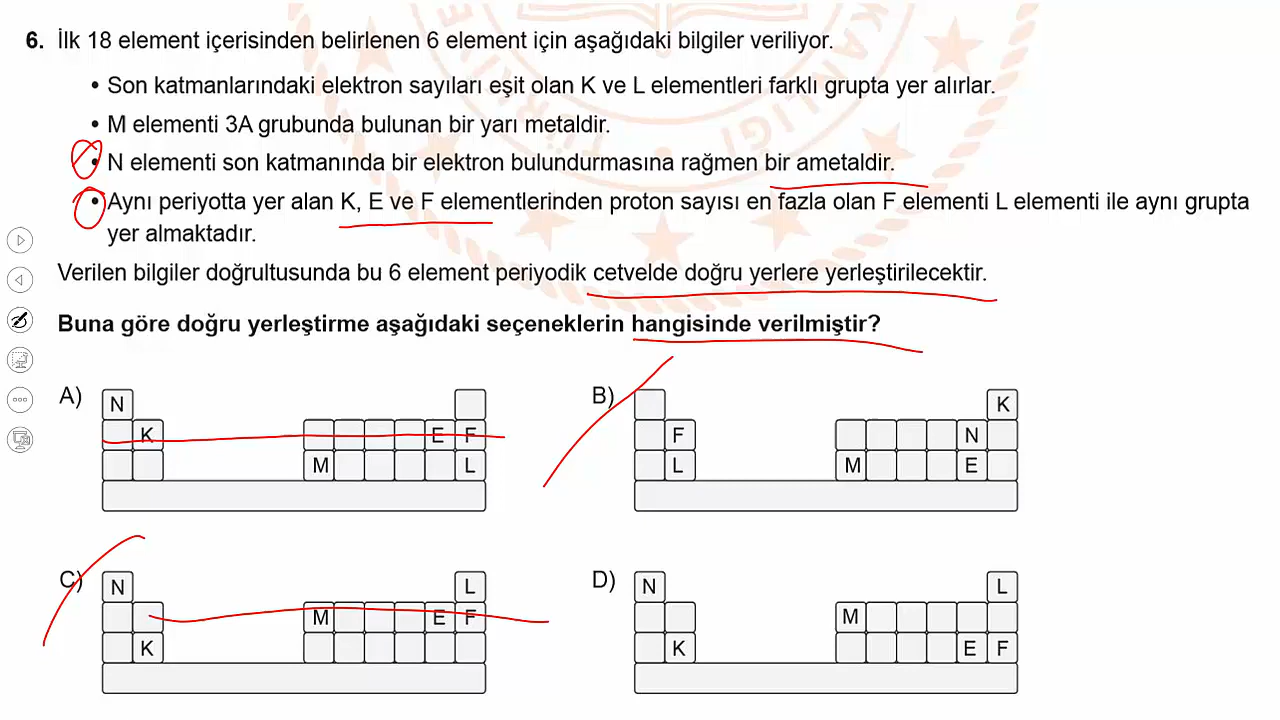 6. İlk 18 element içerisinden belirlenen 6 element için aşağıdaki bilgiler veriliyor.
• Son katmanlarındaki elektron sayıları eşit olan K ve L elementleri farklı grupta yer alırlar.
• M elementi 3A grubunda bulunan bir yarı metaldir.
• N elementi son katmanında bir elektron bulundurmasına rağmen bir ametaldir.
• Aynı periyotta yer alan K, E ve F elementlerinden proton sayısı en fazla olan F elementi L elementi ile aynı grupta
yer almaktadır.
Verilen bilgiler doğrultusunda bu 6 element periyodik cetvelde doğru yerlere yerleştirilecektir.
Buna göre doğru yerleştirme aşağıdaki seçeneklerin hangisinde verilmiştir?
A)
N
K E F
M L
B)
K
F N
L M E
C)
N L
M E F
K
D)
N L
M
K E F